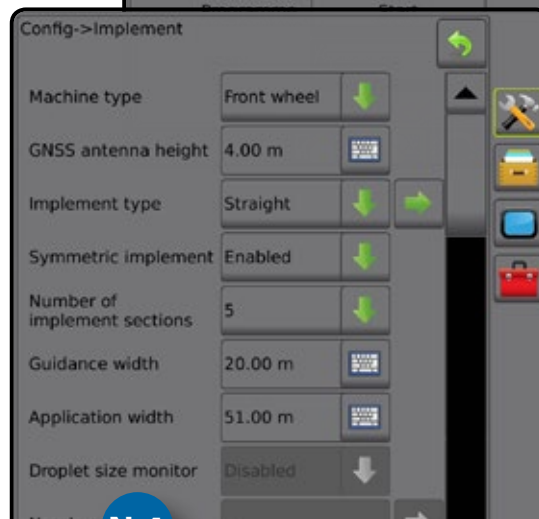 Config->Implement
Machine type Front wheel
GNSS antenna height 4.00 m
Implement type Straight
Symmetric implement Enabled
Number of
implement sections 5
Guidance width 20.00 m
Application width 51.00 m
Droplet size monitor Disabled